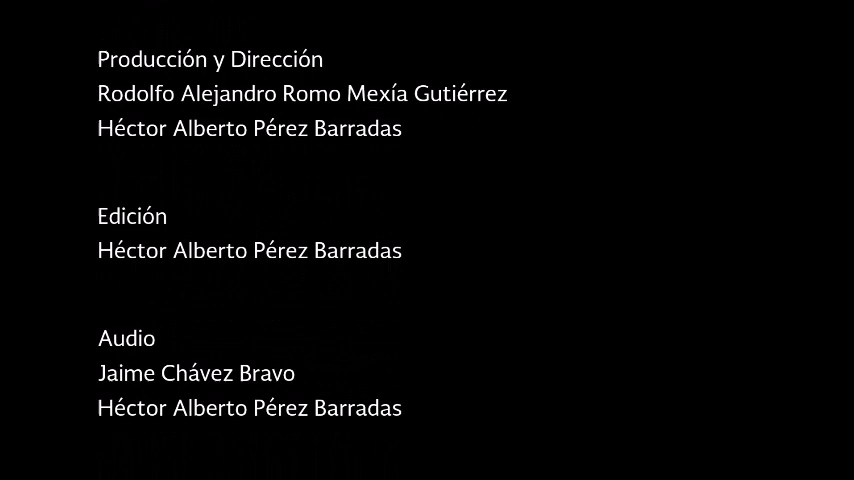 Producción y Dirección
Rodolfo Alejandro Romo Mexía Gutiérrez
Héctor Alberto Pérez Barradas
Edición
Héctor Alberto Pérez Barradas
Audio
Jaime Chávez Bravo
Héctor Alberto Pérez Barradas